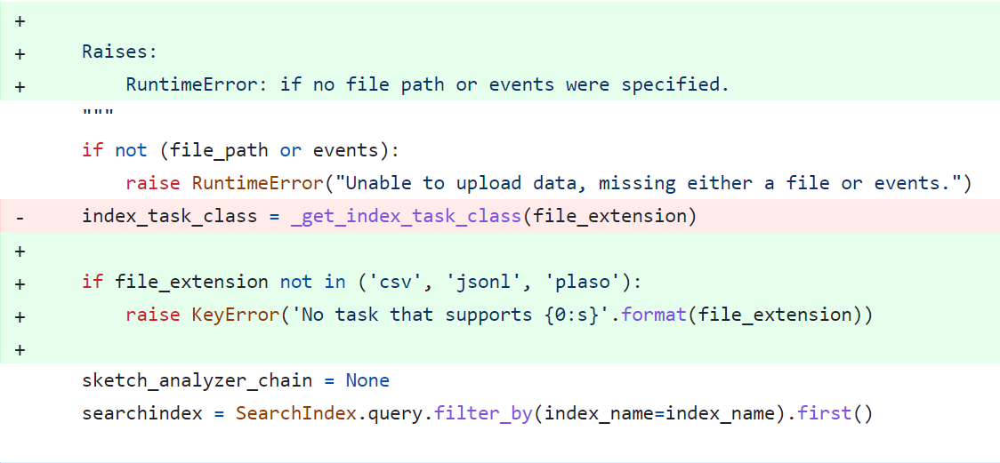 +
+ Raises:
+ RuntimeError: if no file path or events were specified.
"""
if not (file_path or events):
raise RuntimeError("Unable to upload data, missing either a file or events.")
- index_task_class = _get_index_task_class(file_extension)
+
+ if file_extension not in ('csv', 'jsonl', 'plaso'):
+ raise KeyError('No task that supports {0:s}'.format(file_extension))
+
sketch_analyzer_chain = None
searchindex = SearchIndex.query.filter_by(index_name=index_name).first()